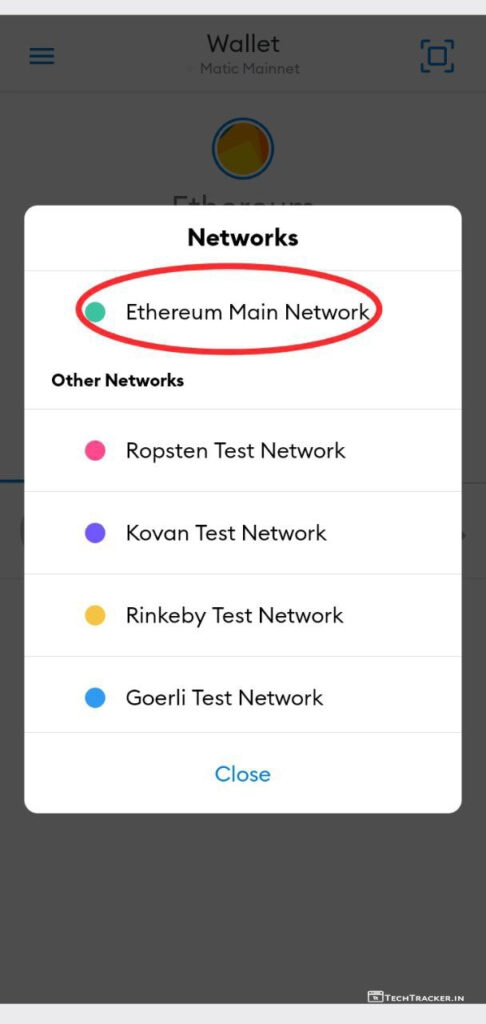 Wallet
Matic Mainnet
Ethereum
Networks
Ethereum Main Network
Other Networks
Ropsten Test Network
Kovan Test Network
Rinkeby Test Network
Goerli Test Network
Close
TechTracker.in